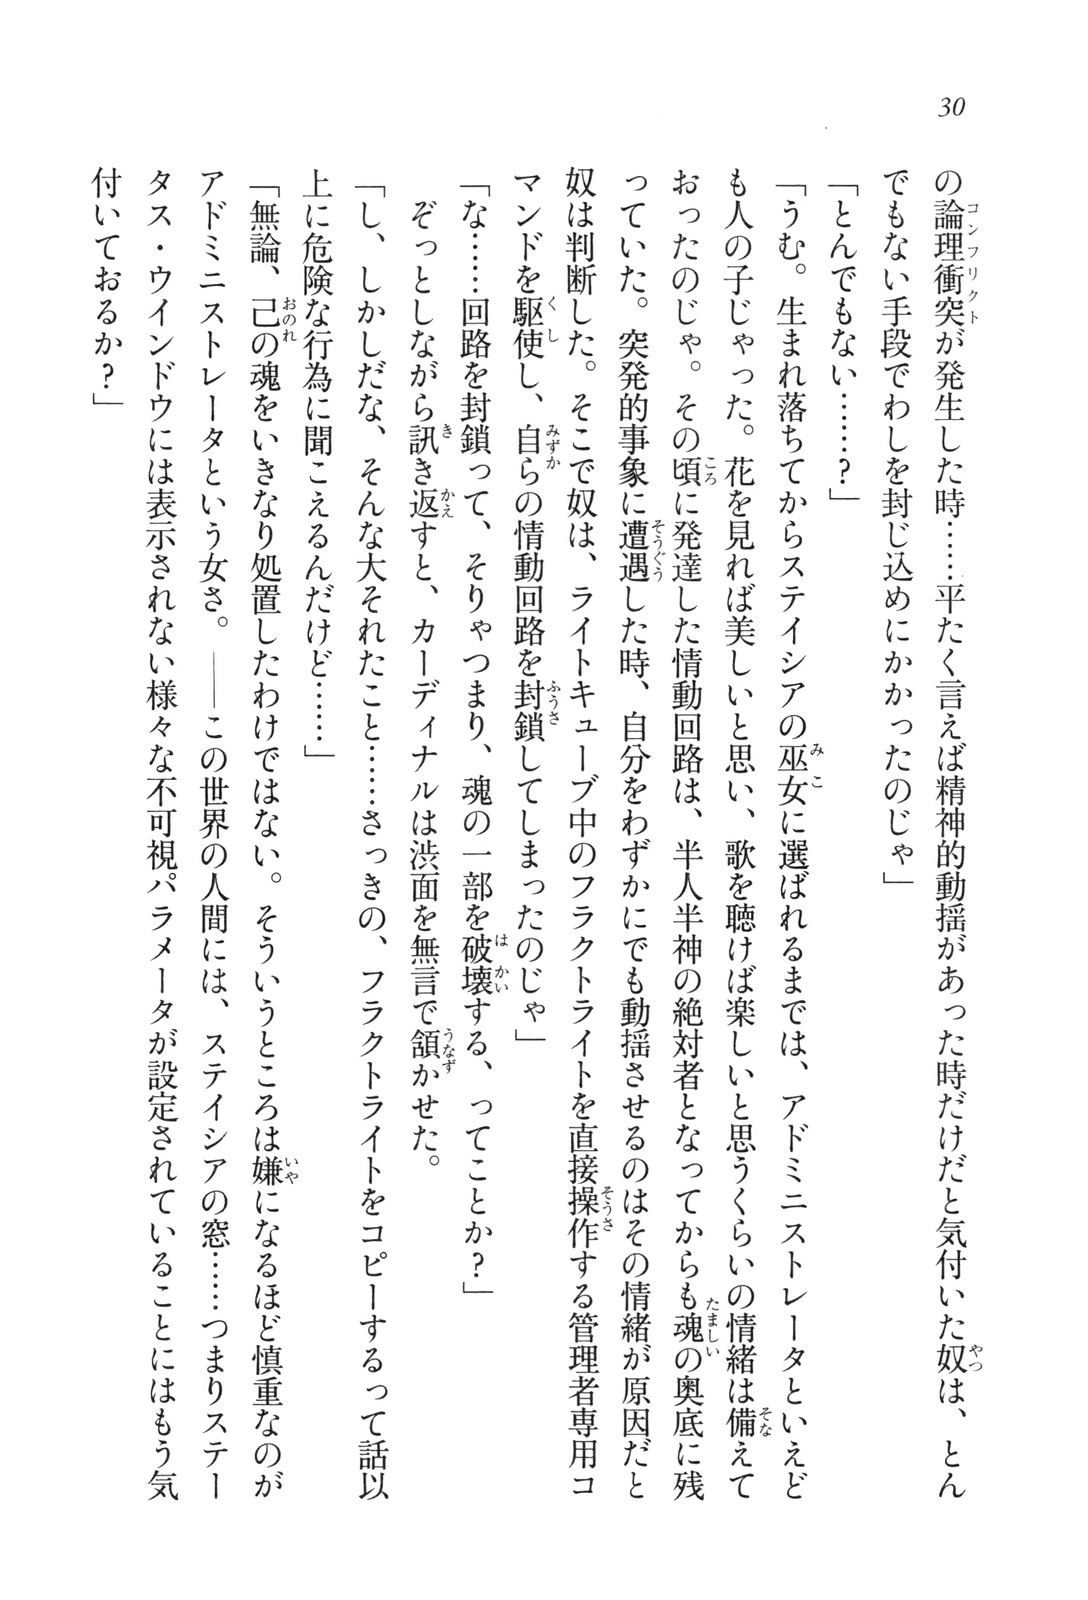 30
の論理衝突が発生した時……平たく言えば精神的動揺があった時だけだと気付いた奴は、とん
でもない手段でわしを封じ込めにかかったのじゃ」
「とんでもない……？」
「うむ。生まれ落ちてからステイシアの巫女に選ばれるまでは、アドミニストレータといえど
も人の子じゃった。花を見れば美しいと思い、歌を聴けば楽しいと思うくらいの情緒は備えて
おったのじゃ。その頃に発達した情動回路は、半人半神の絶対者となってからも魂の奥底に残
っていた。突発的事象に遭遇した時、自分をわずかにでも動揺させるのはその情緒が原因だと
奴は判断した。そこで奴は、ライトキューブ中のフラクトライトを直接操作する管理者専用コ
マンドを駆使し、自らの情動回路を封鎖してしまったのじゃ」
「な……回路を封鎖って、そりゃつまり、魂の一部を破壊する、ってことか？」
ぞっとしながら訊き返すと、カーディナルは渋面を無言で頷かせた。
「し、しかしだな、そんな大それたこと……さっきの、フラクトライトをコピーするって話以
上に危険な行為に聞こえるんだけど……」
「無論、己の魂をいきなり処置したわけではない。そういうところは嫌になるほど慎重なのが
アドミニストレータという女さ。――この世界の人間には、ステイシアの窓……つまりステー
タス・ウインドウには表示されない様々な不可視パラメータが設定されていることにはもう気
付いておるか？」